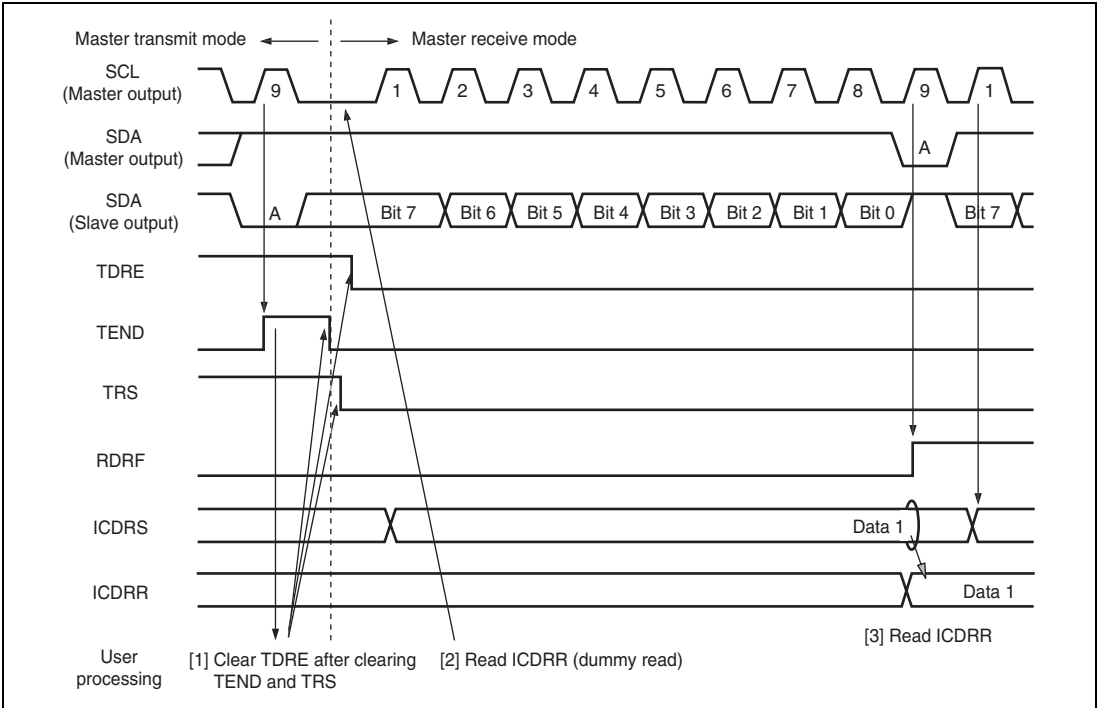 Master transmit mode
Master receive mode
SCL
(Master output)
9 1 2 3 4 5 6 7 8 9 1
SDA
(Master output)
A
SDA
(Slave output)
A Bit 7 Bit 6 Bit 5 Bit 4 Bit 3 Bit 2 Bit 1 Bit 0 Bit 7
TDRE
TEND
TRS
RDRF
ICDRS
Data 1
ICDRR
Data 1
User
processing
[1] Clear TDRE after clearing
TEND and TRS
[2] Read ICDRR (dummy read)
[3] Read ICDRR